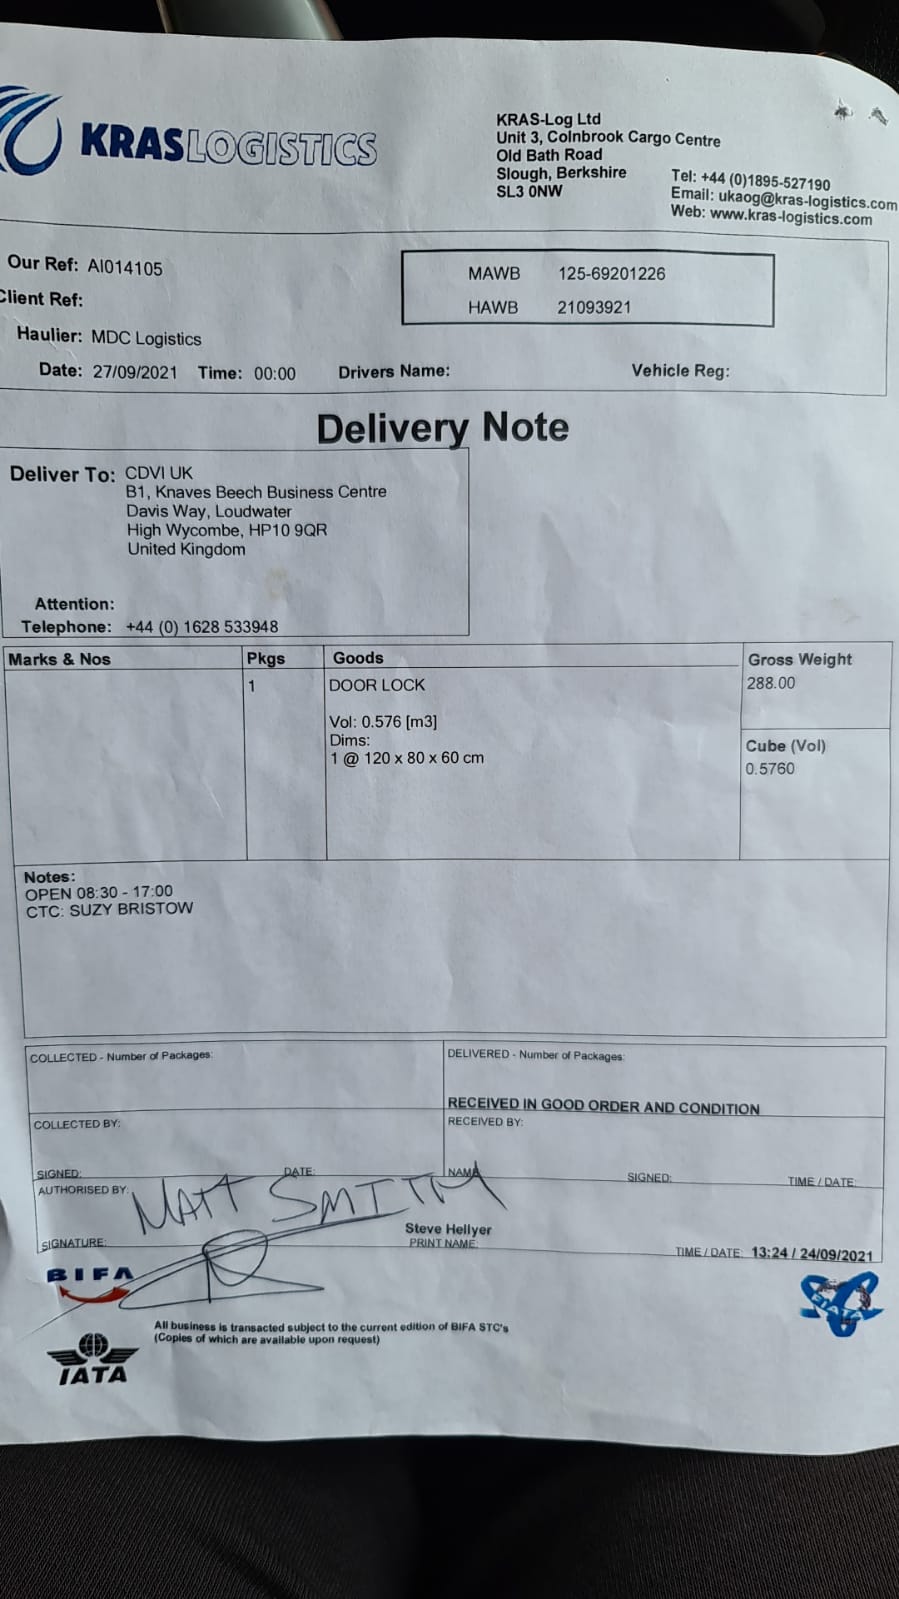 KRASLOGISTICS
KRAS-Log Ltd
Unit 3, Colnbrook Cargo Centre
Old Bath Road
Slough, Berkshire
SL3 0NW
Tel: +44 (0)1895-527190
Email: ukaog@kras-logistics.com
Web: www.kras-logistics.com
Our Ref: AI014105
Client Ref:
Haulier: MDC Logistics
Date: 27/09/2021 Time: 00:00 Drivers Name: Vehicle Reg:
MAWB 125-69201226
HAWB 21093921
Delivery Note
Deliver To: CDVI UK
B1, Knaves Beech Business Centre
Davis Way, Loudwater
High Wycombe, HP10 9QR
United Kingdom
Attention:
Telephone: +44 (0) 1628 533948
Marks & Nos Pkgs Goods Gross Weight
1 DOOR LOCK 288.00
Vol: 0.576 [m3]
Dims:
1 @ 120 x 80 x 60 cm
Cube (Vol)
0.5760
Notes:
OPEN 08:30 - 17:00
CTC: SUZY BRISTOW
COLLECTED - Number of Packages: DELIVERED - Number of Packages:
RECEIVED IN GOOD ORDER AND CONDITION
COLLECTED BY: RECEIVED BY:
SIGNED: DATE: NAME SIGNED: TIME / DATE:
AUTHORISED BY: MATT SMITH
Steve Hellyer
SIGNATURE: PRINT NAME: TIME / DATE: 13:24 / 24/09/2021
BIFA
FIATA
All business is transacted subject to the current edition of BIFA STC's
(Copies of which are available upon request)
IATA